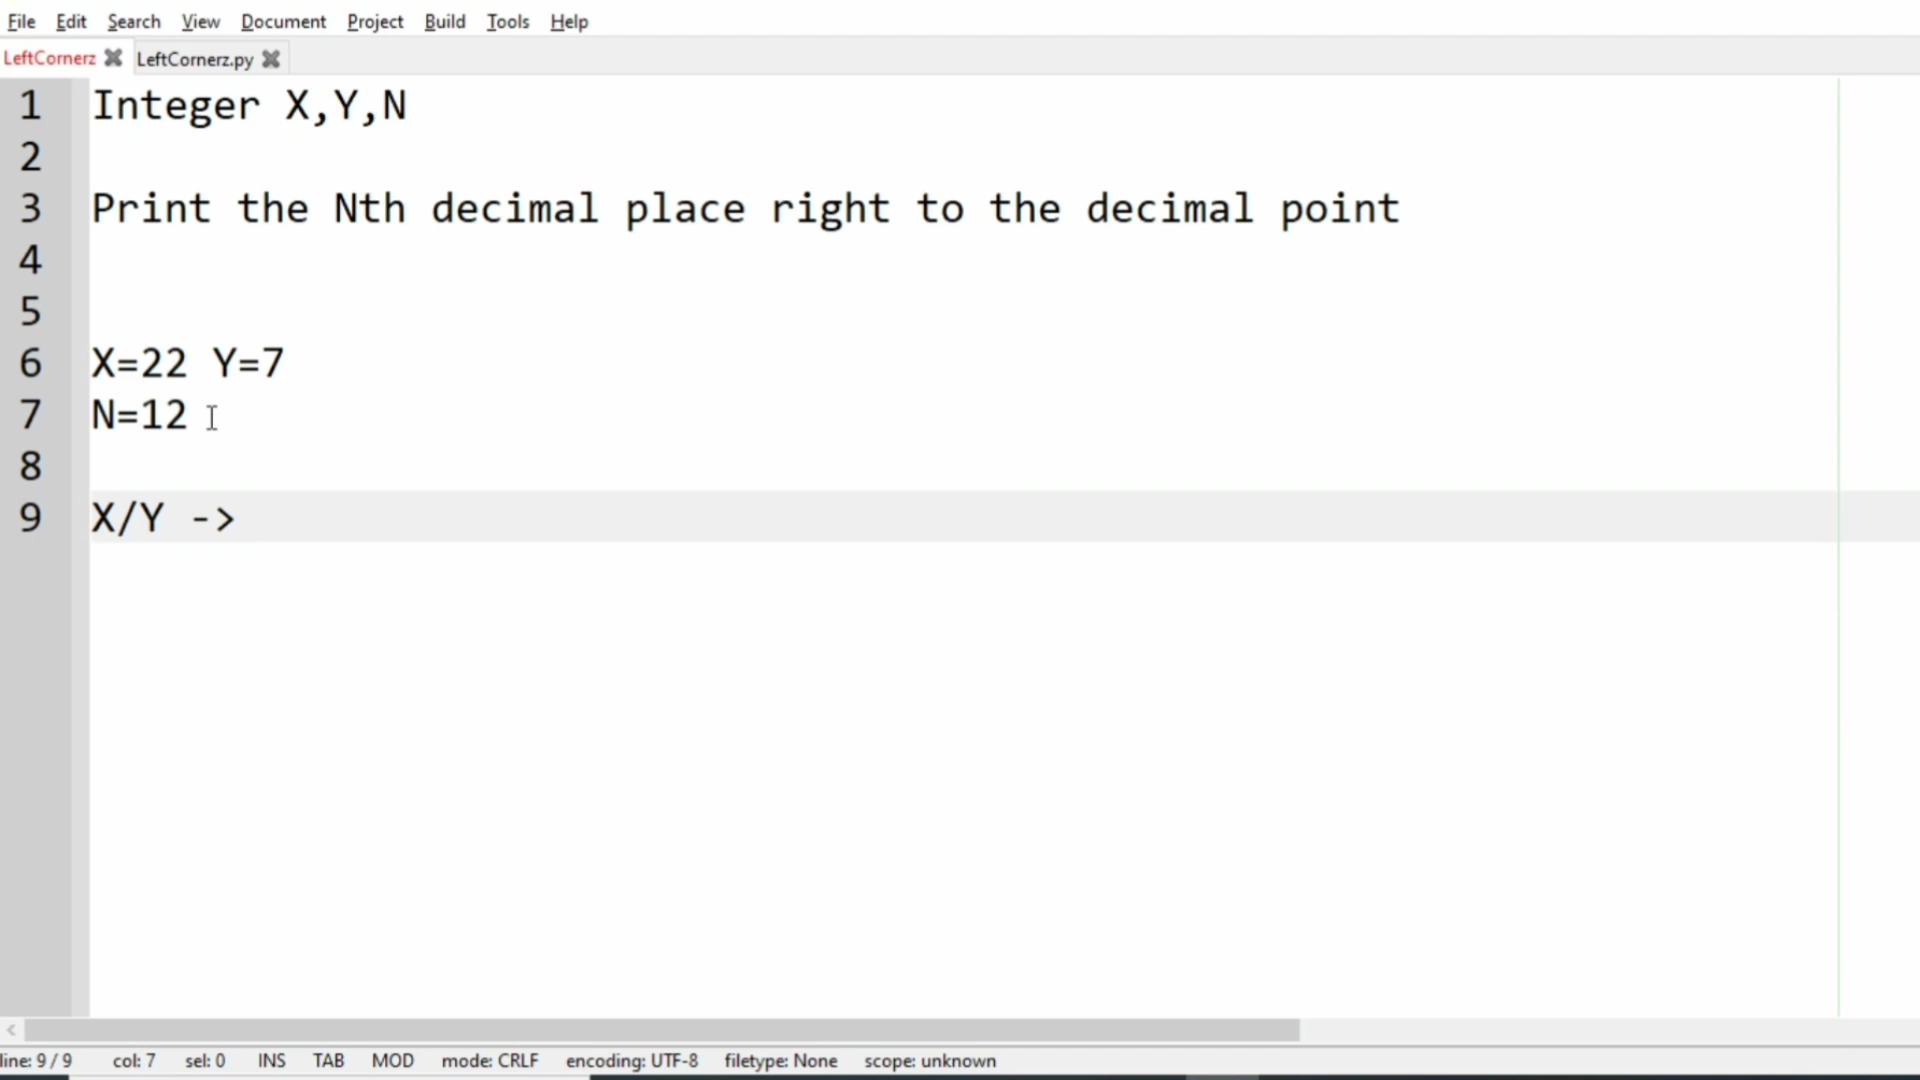 File Edit Search View Document Project Build Tools Help
LeftCornerz LeftCornerz.py
1 Integer X,Y,N
2
3 Print the Nth decimal place right to the decimal point
4
5
6 X=22 Y=7
7 N=12
8
9 X/Y ->
line: 9 / 9 col: 7 sel: 0 INS TAB MOD mode: CRLF encoding: UTF-8 filetype: None scope: unknown